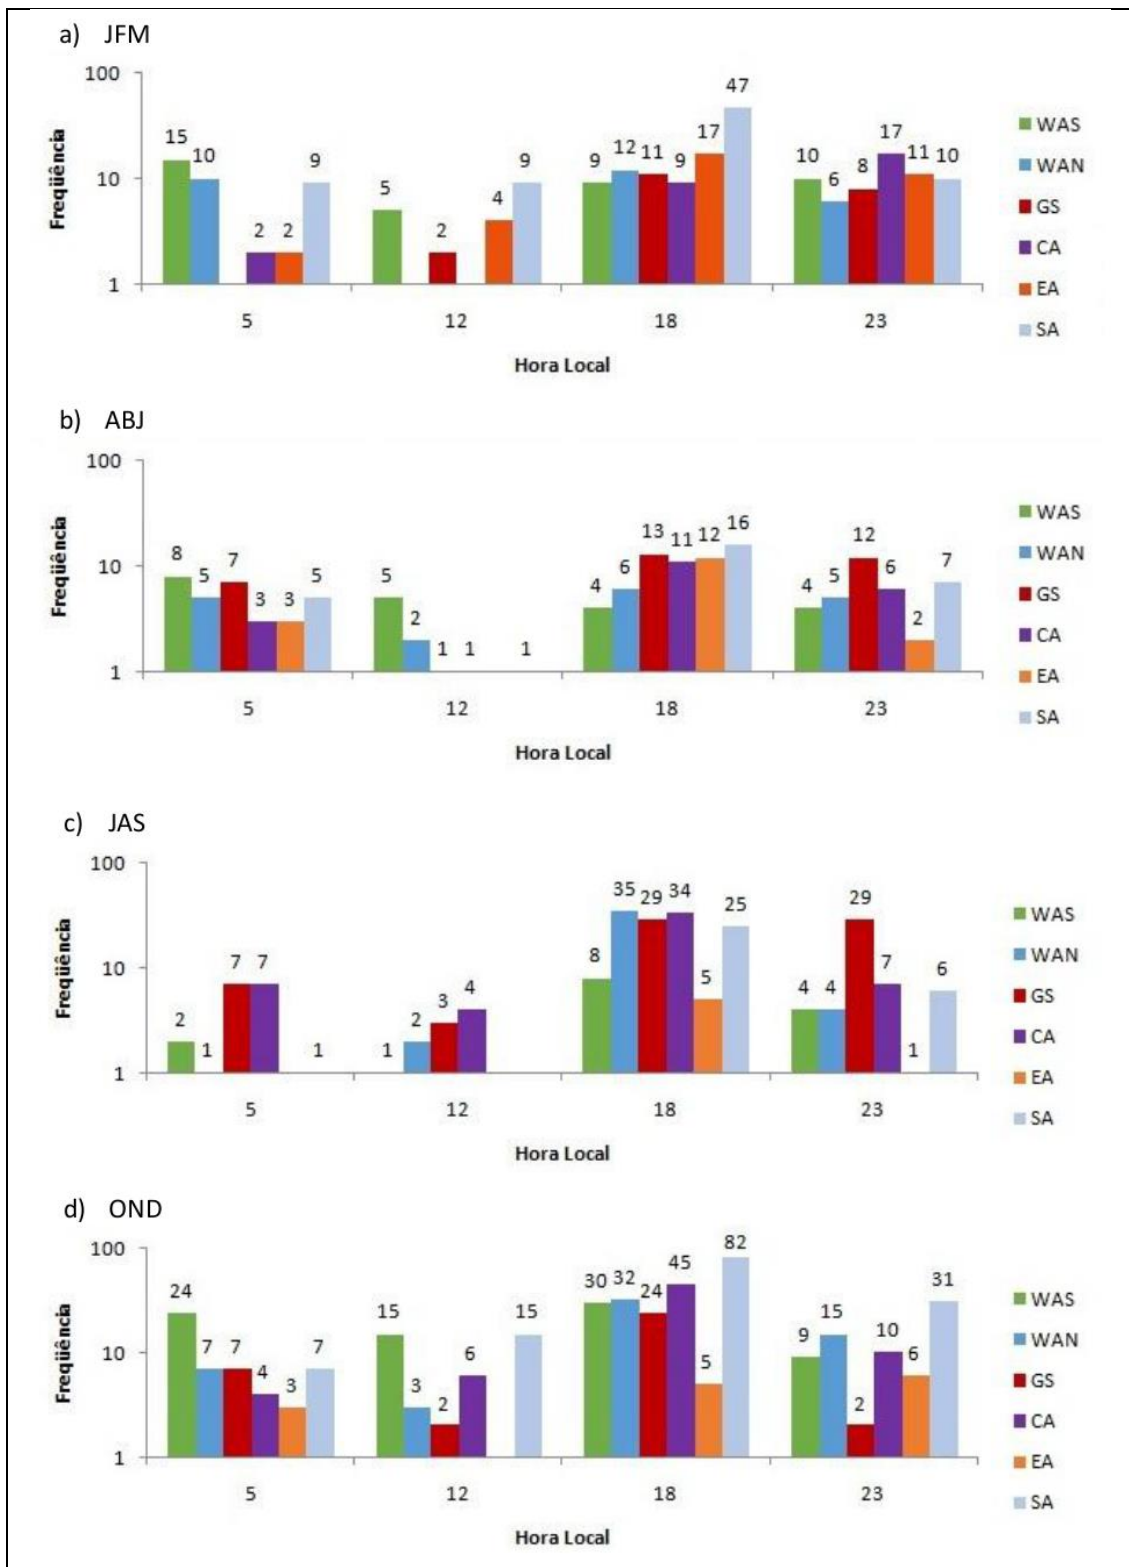 a) JFM
100
10
1
Freqüência
15 10 2 2 9
5 2 4 9
9 12 11 9 17 47
10 6 8 17 11 10
5 12 18 23
Hora Local
WAS
WAN
GS
CA
EA
SA
b) ABJ
100
10
1
Freqüência
8 5 7 3 3 5
5 2 1 1 1
4 6 13 11 12 16
4 5 12 6 2 7
5 12 18 23
Hora Local
WAS
WAN
GS
CA
EA
SA
c) JAS
100
10
1
Freqüência
2 1 7 7 1
1 2 3 4
8 35 29 34 5 25
4 4 29 7 1 6
5 12 18 23
Hora Local
WAS
WAN
GS
CA
EA
SA
d) OND
100
10
1
Freqüência
24 7 7 4 3 7
15 3 2 6 15
30 32 24 45 5 82
9 15 2 10 6 31
5 12 18 23
Hora Local
WAS
WAN
GS
CA
EA
SA